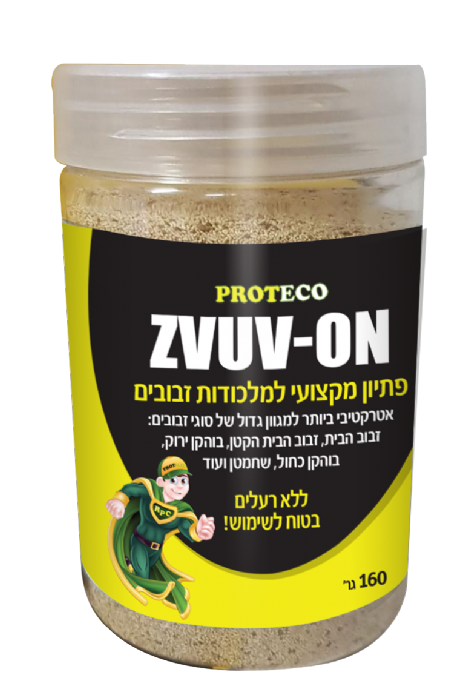 PROTECO
ZVUV-ON
פתיון מקצועי למלכודות זבובים
אטרקטיבי ביותר למגוון גדול של סוגי זבובים:
זבוב הבית, זבוב הבית הקטן, בוהקן ירוק,
בוהקן כחול, שחמטן ועוד
ללא רעלים
בטוח לשימוש!
RPC
160 גר'